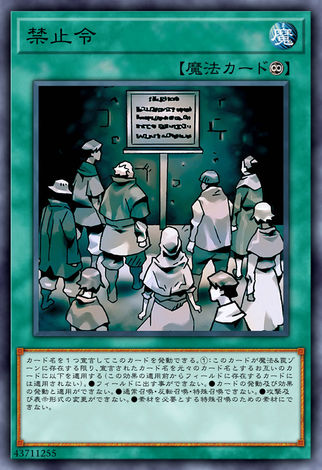 禁止令
魔
【魔法カード】
カード名を1つ宣言してこのカードを発動できる。①:このカードが魔法&罠ゾ
ーンに存在する限り、宣言されたカード名を元々のカード名とするお互いのカ
ードに以下を適用する(この効果の適用前からフィールドに存在するカードに
は適用されない)。●フィールドに出す事ができない。●カードの発動及び効果
の発動と適用ができない。●通常召喚・反転召喚・特殊召喚できない。●攻撃及
び表示形式の変更ができない。●素材を必要とする特殊召喚のための素材にで
きない。
43711255